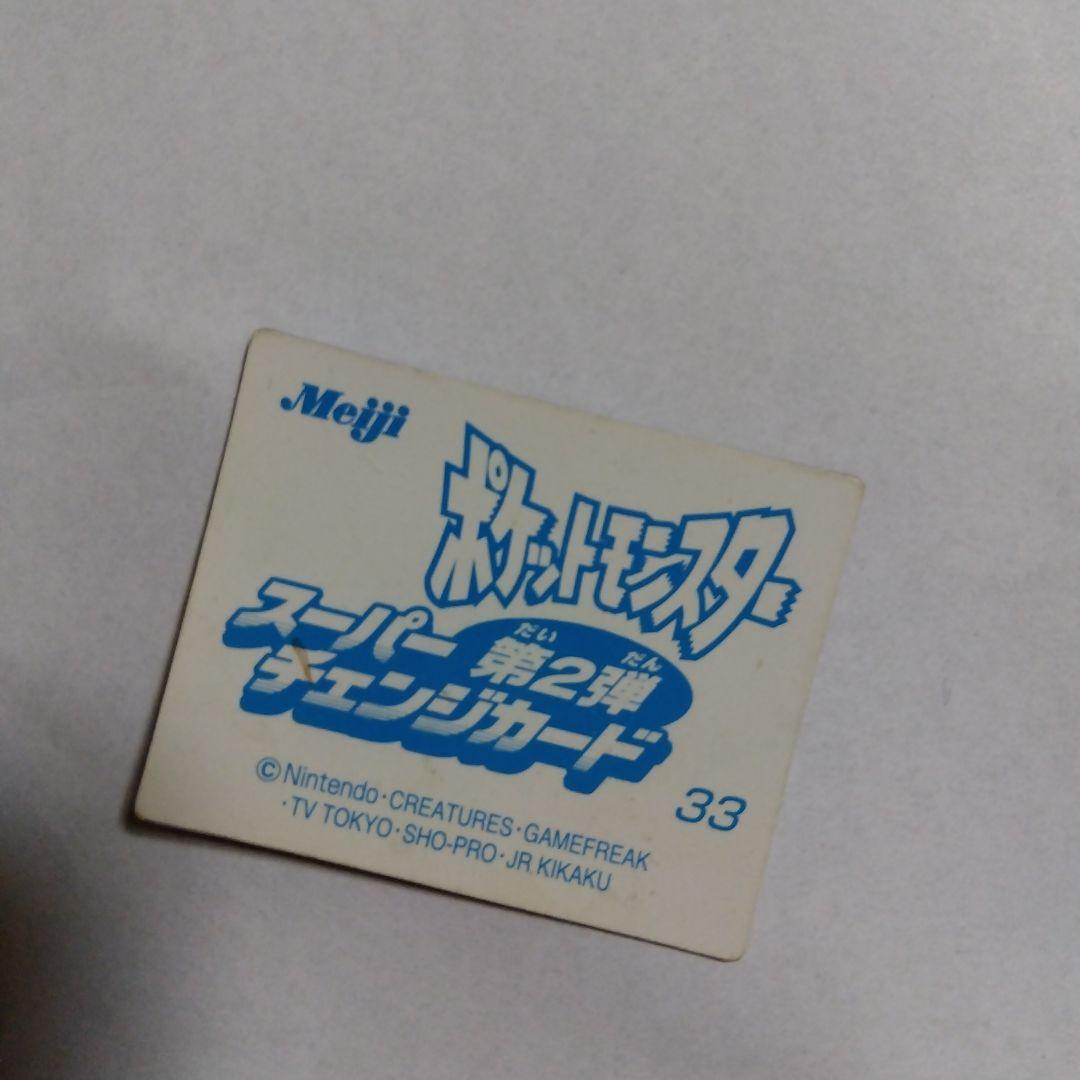 Meiji
ポケットモンスター
スーパー
チェンジカード
だい だん
第2弾
©Nintendo・CREATURES・GAMEFREAK
・TV TOKYO・SHO-PRO・JR KIKAKU
33